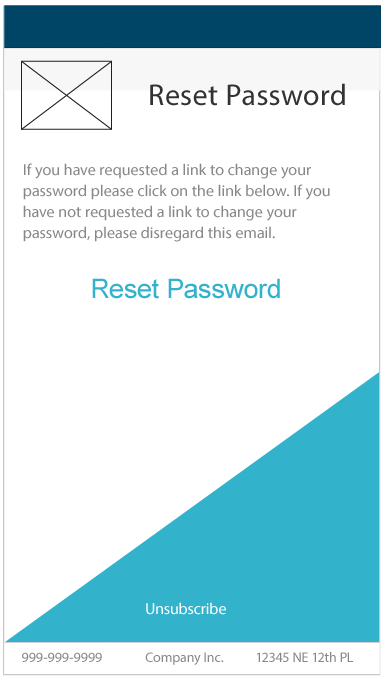 Reset Password
If you have requested a link to change your
password please click on the link below. If you
have not requested a link to change your
password, please disregard this email.
Reset Password
Unsubscribe
999-999-9999 Company Inc. 12345 NE 12th PL